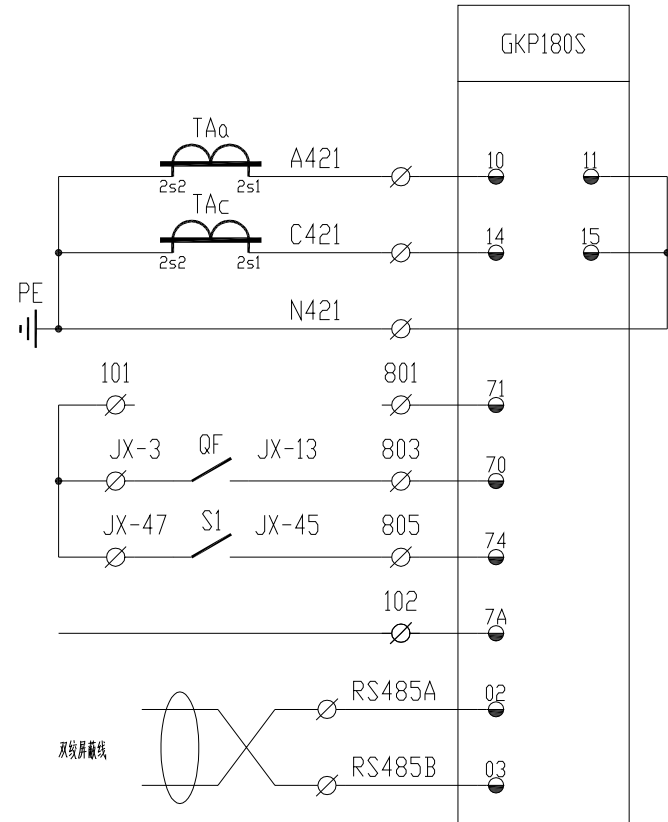 GKP180S
TAa
A421
10
11
2s2
2s1
TAc
C421
14
15
2s2
2s1
PE
N421
101
801
71
JX-3
QF
JX-13
803
70
JX-47
S1
JX-45
805
74
102
7A
RS485A
02
双绞屏蔽线
RS485B
03